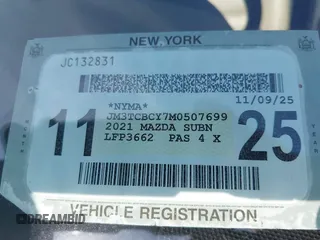 NEW YORK
JC132831
11/09/25
*NYMA*
JM3TCBCY7M0507699
2021 MAZDA SUBN
LFP3662 PAS 4 X
11 25
VEHICLE REGISTRATION
DREAMBID